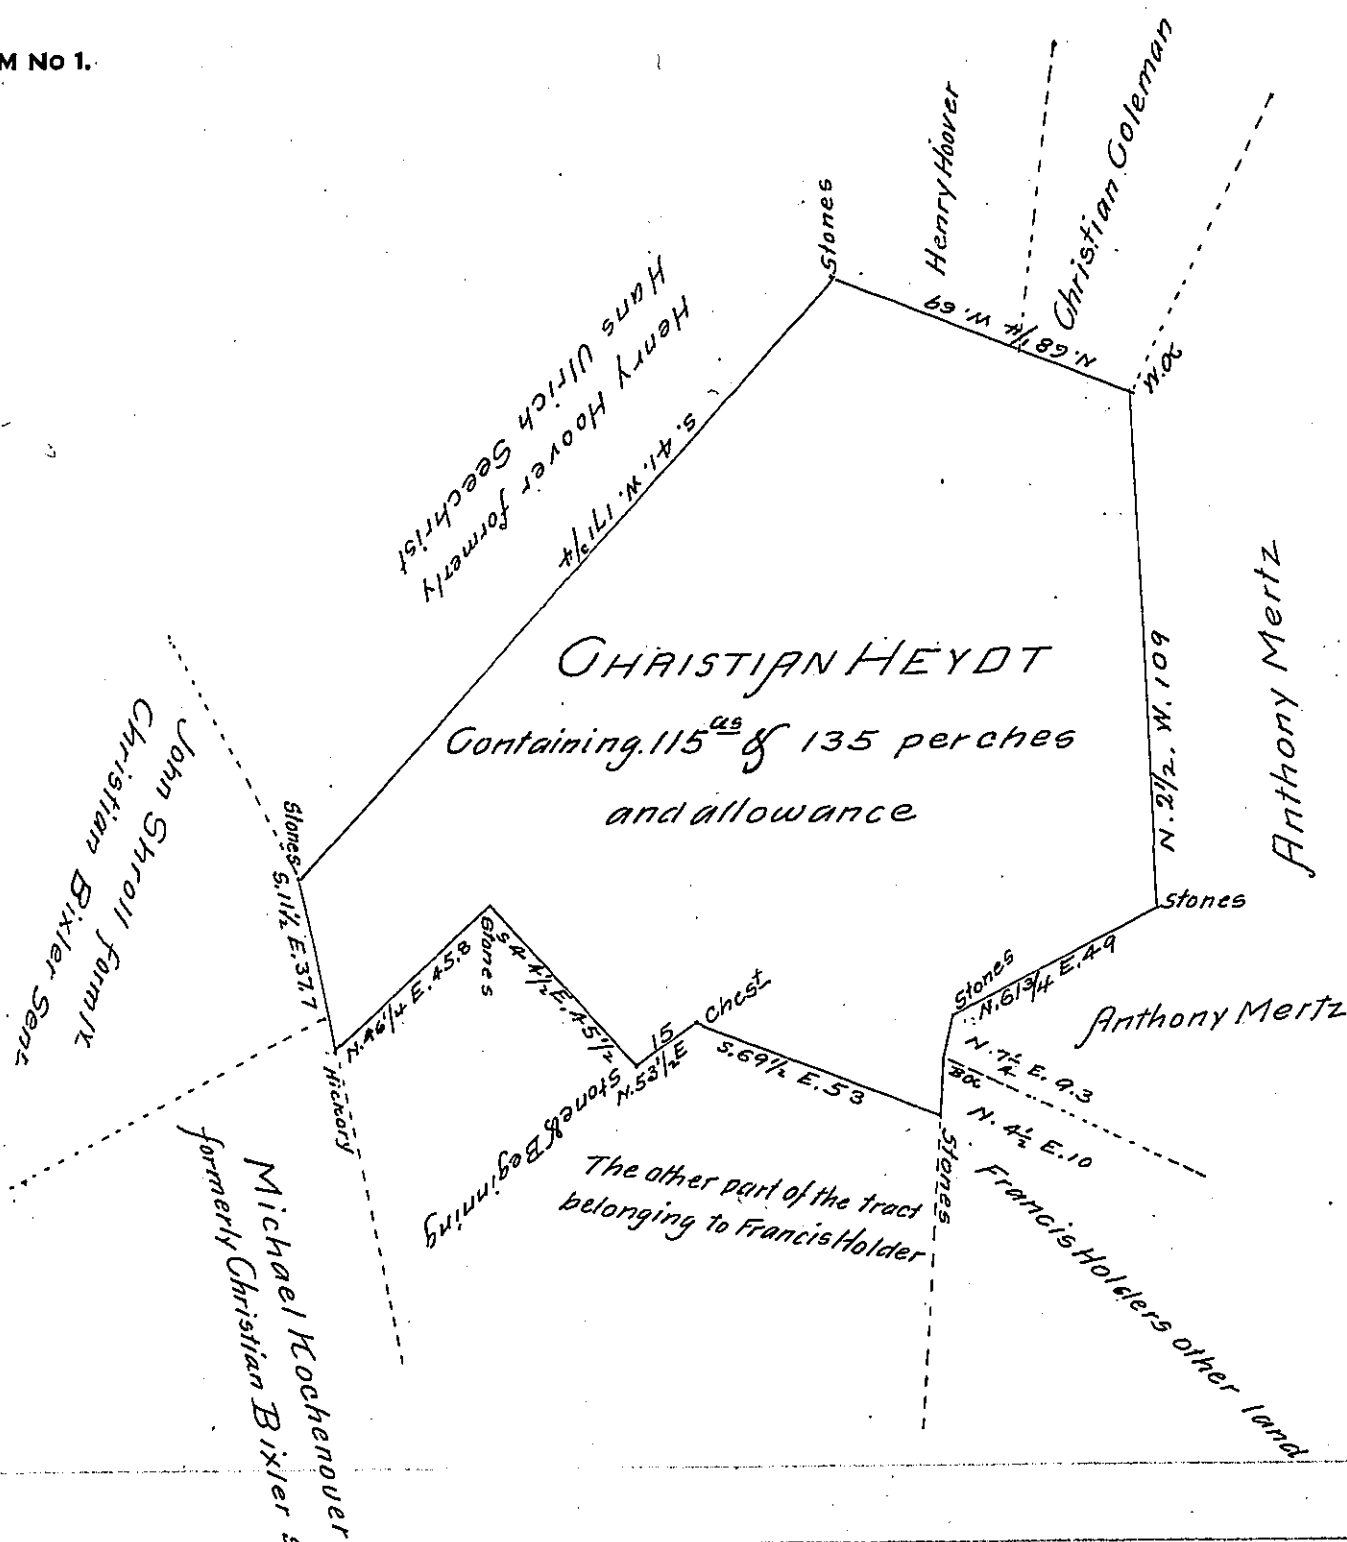 M No 1.
Henry Hoover
Christian Coleman
Stones
N. 68 1/4 W. 69
W.O.
Henry Hoover formerly
Hans Ulrich Seechrist
S. 41. W. 171 3/4
CHRISTIAN HEYDT
Containing. 115 as & 135 perches
and allowance
N. 2 1/2. W. 109
Anthony Mertz
Stones
N. 61 3/4 E. 49
Stones
Anthony Mertz
N. 7 1/4 E. 9.3
B.O.
N. 4 1/2 E. 10
Stones
Francis Holders other land
John Shroll form
Christian Bixler Senr
Stones
S. 11 1/2 E. 37.7
Hickory
N. 46 1/4 E. 45.8
Stones
S 44 1/2 E. 45 1/2
Stone & Beginning
N. 53 1/2 E
15
Chest
S. 69 1/2 E. 53
The other part of the tract
belonging to Francis Holder
Michael Kochenouer
formerly Christian Bixler S